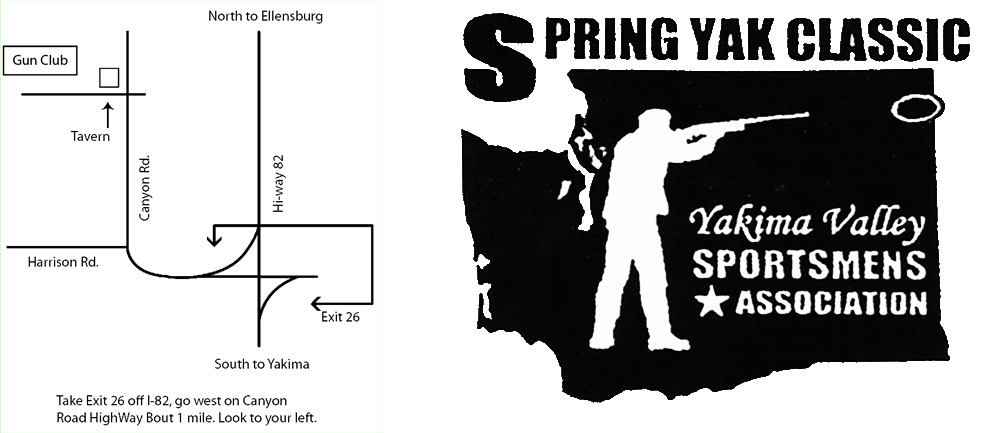 North to Ellensburg
Gun Club
Tavern
Canyon Rd.
Hi-way 82
Harrison Rd.
Exit 26
South to Yakima
Take Exit 26 off I-82, go west on Canyon
Road HighWay Bout 1 mile. Look to your left.
SPRING YAK CLASSIC
Yakima Valley
SPORTSMENS
ASSOCIATION